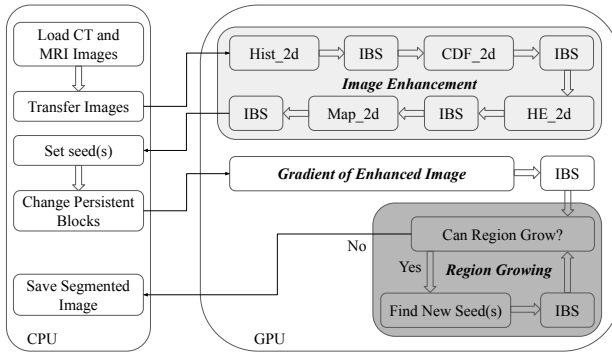 Load CT and
MRI Images
Transfer Images
Set seed(s)
Change Persistent
Blocks
Save Segmented
Image
CPU
Hist_2d
IBS
CDF_2d
IBS
Image Enhancement
IBS
Map_2d
IBS
HE_2d
Gradient of Enhanced Image
IBS
No
Can Region Grow?
Yes
Region Growing
Find New Seed(s)
IBS
GPU